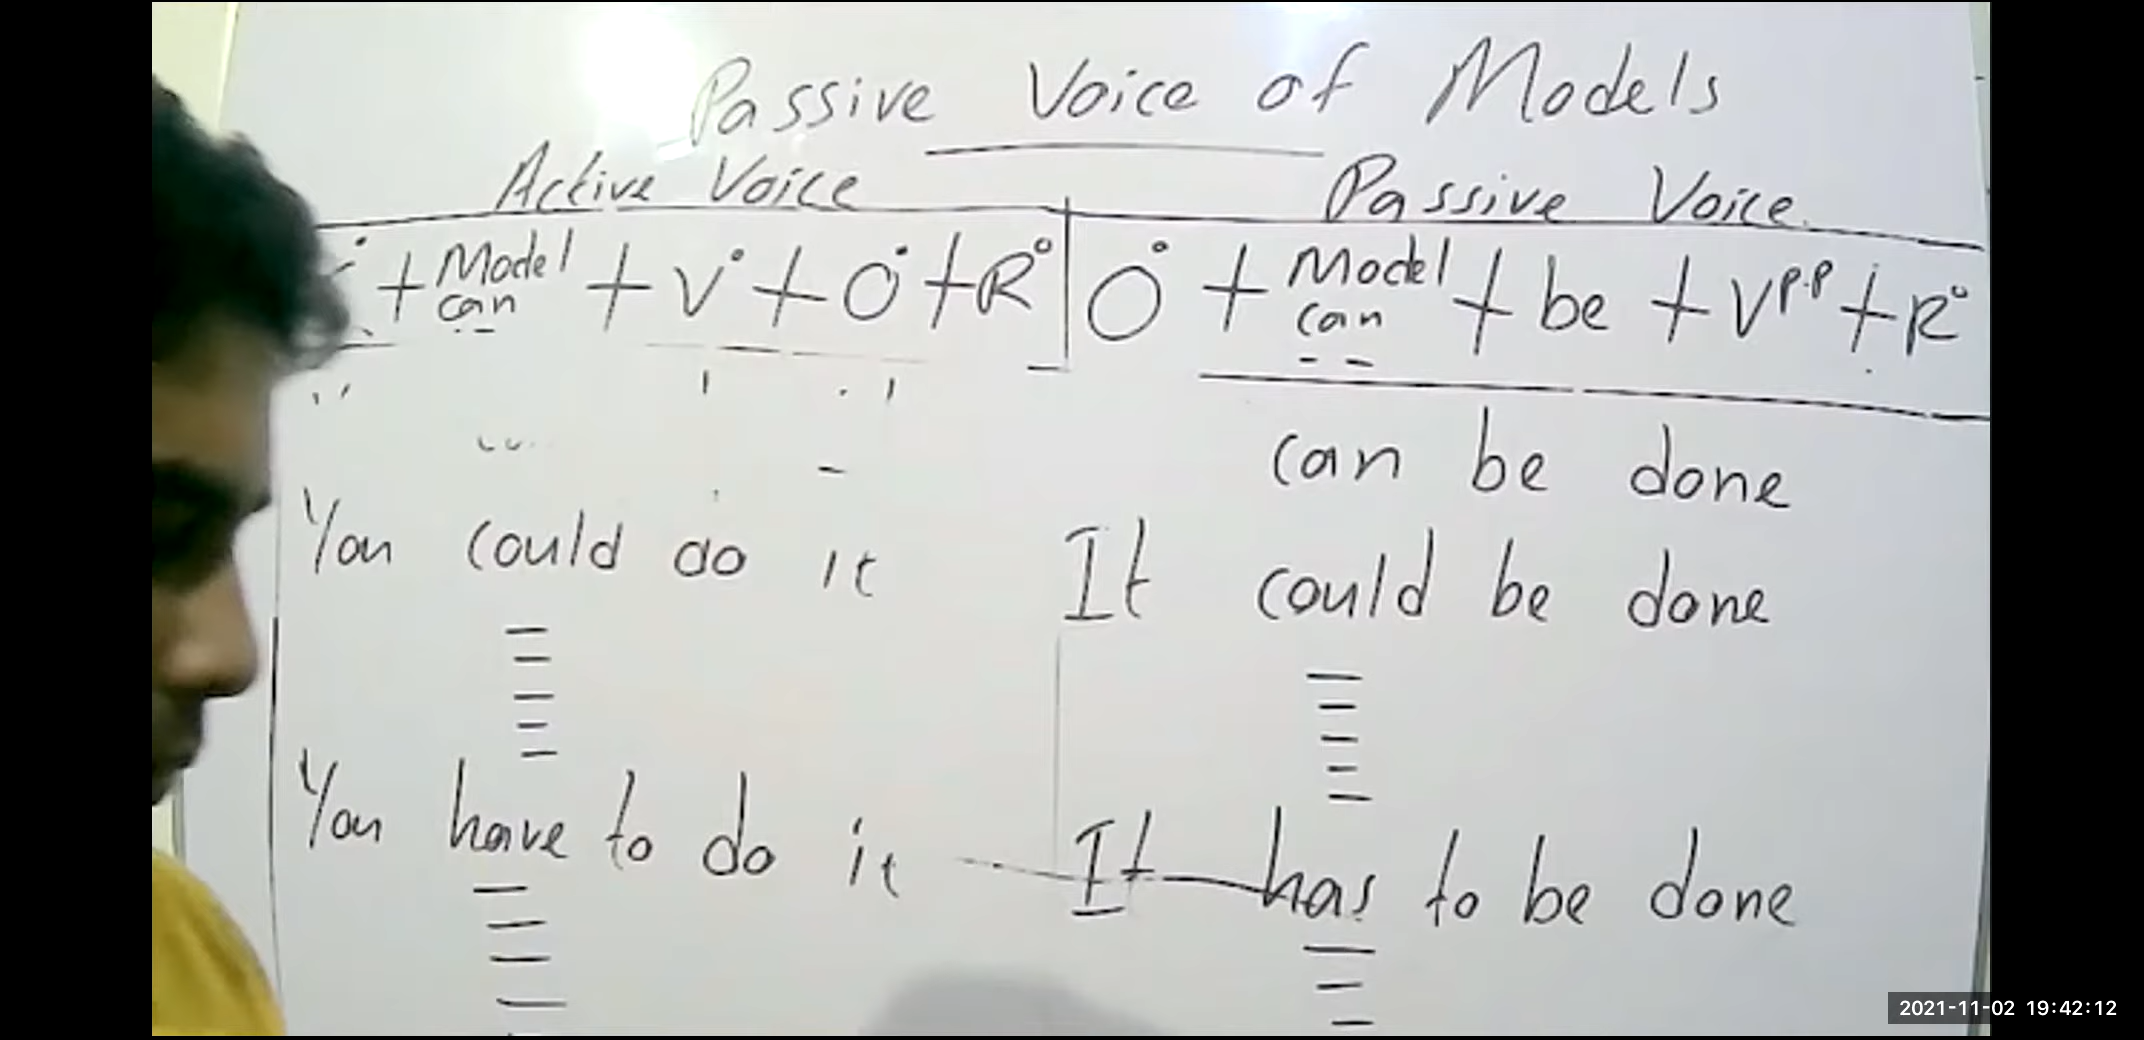 Passive Voice of Models
Active Voice
Passive Voice
+ Model can + V + O + R
O + Model can + be + V P.P + R
can be done
You could do it
It could be done
You have to do it
It has to be done
2021-11-02 19:42:12